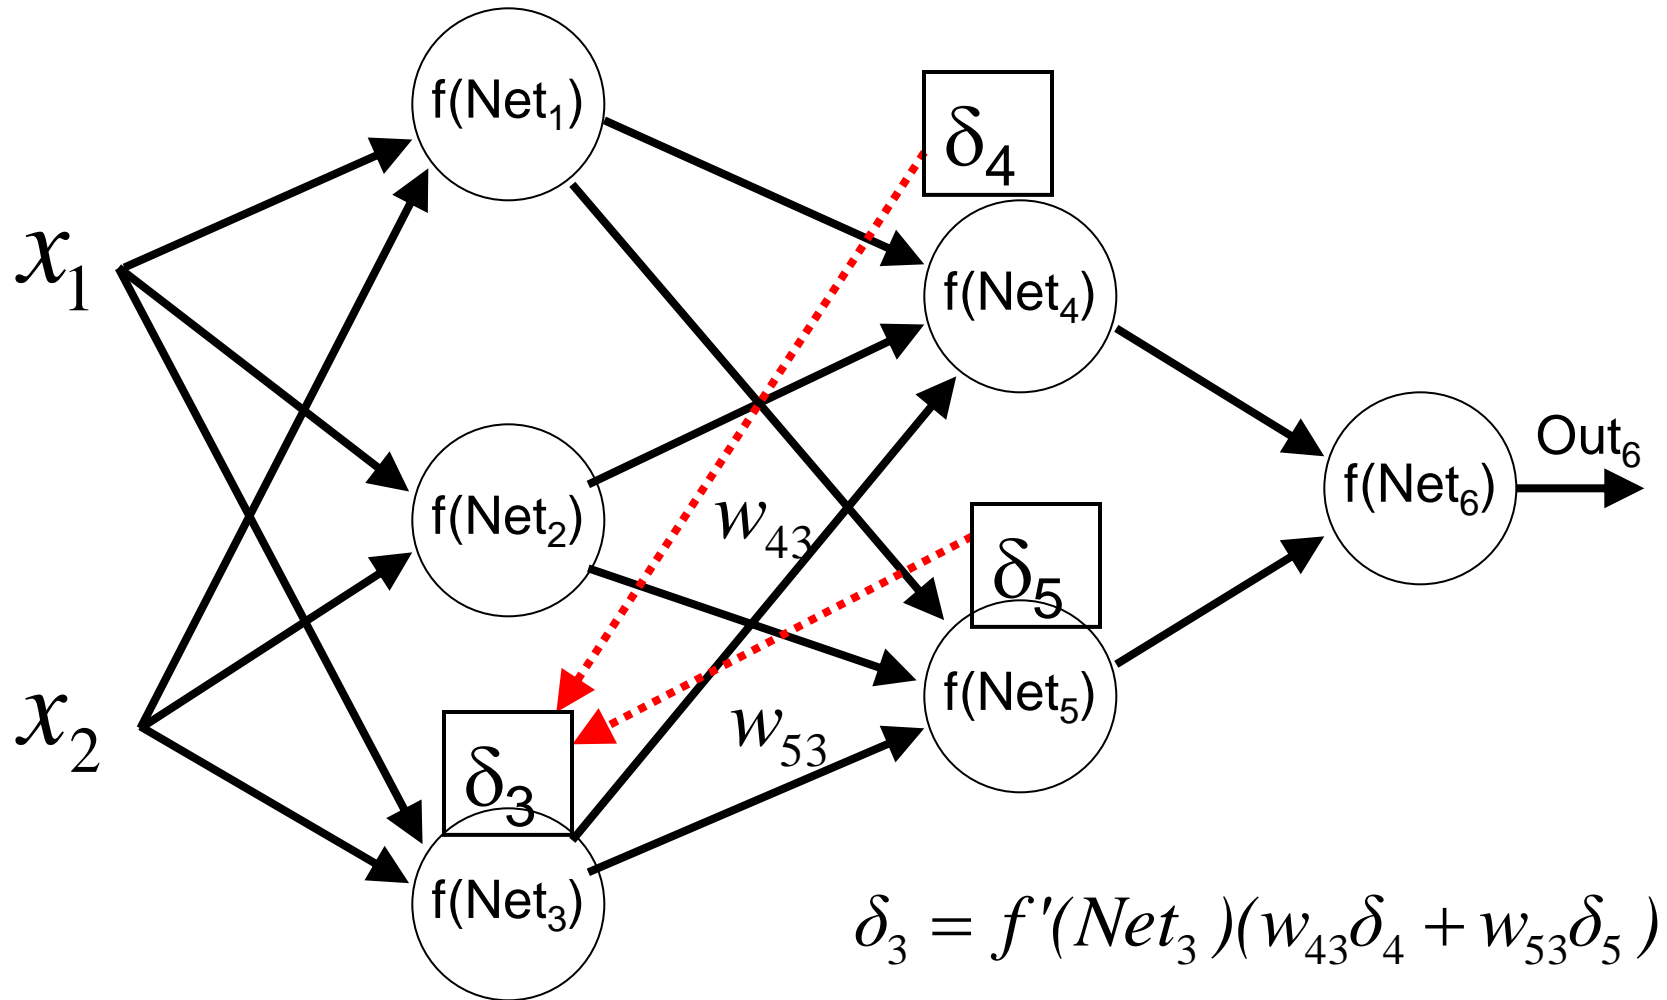 f(Net₁)
δ₄
x₁
f(Net₄)
Out₆
f(Net₆)
f(Net₂)
w₄₃
δ₅
x₂
f(Net₅)
w₅₃
δ₃
f(Net₃)
δ₃ = f'(Net₃)(w₄₃δ₄ + w₅₃δ₅)